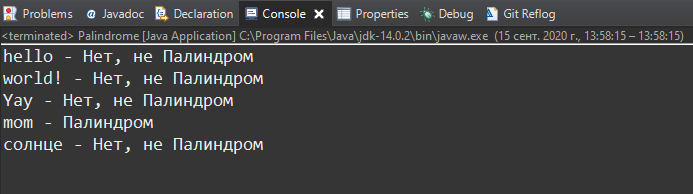 Problems @ Javadoc Declaration Console Properties Debug Git Reflog
<terminated> Palindrome [Java Application] C:\Program Files\Java\jdk-14.0.2\bin\javaw.exe (15 сент. 2020 г., 13:58:15 – 13:58:15)
hello - Нет, не Палиндром
world! - Нет, не Палиндром
Yay - Нет, не Палиндром
mom - Палиндром
солнце - Нет, не Палиндром